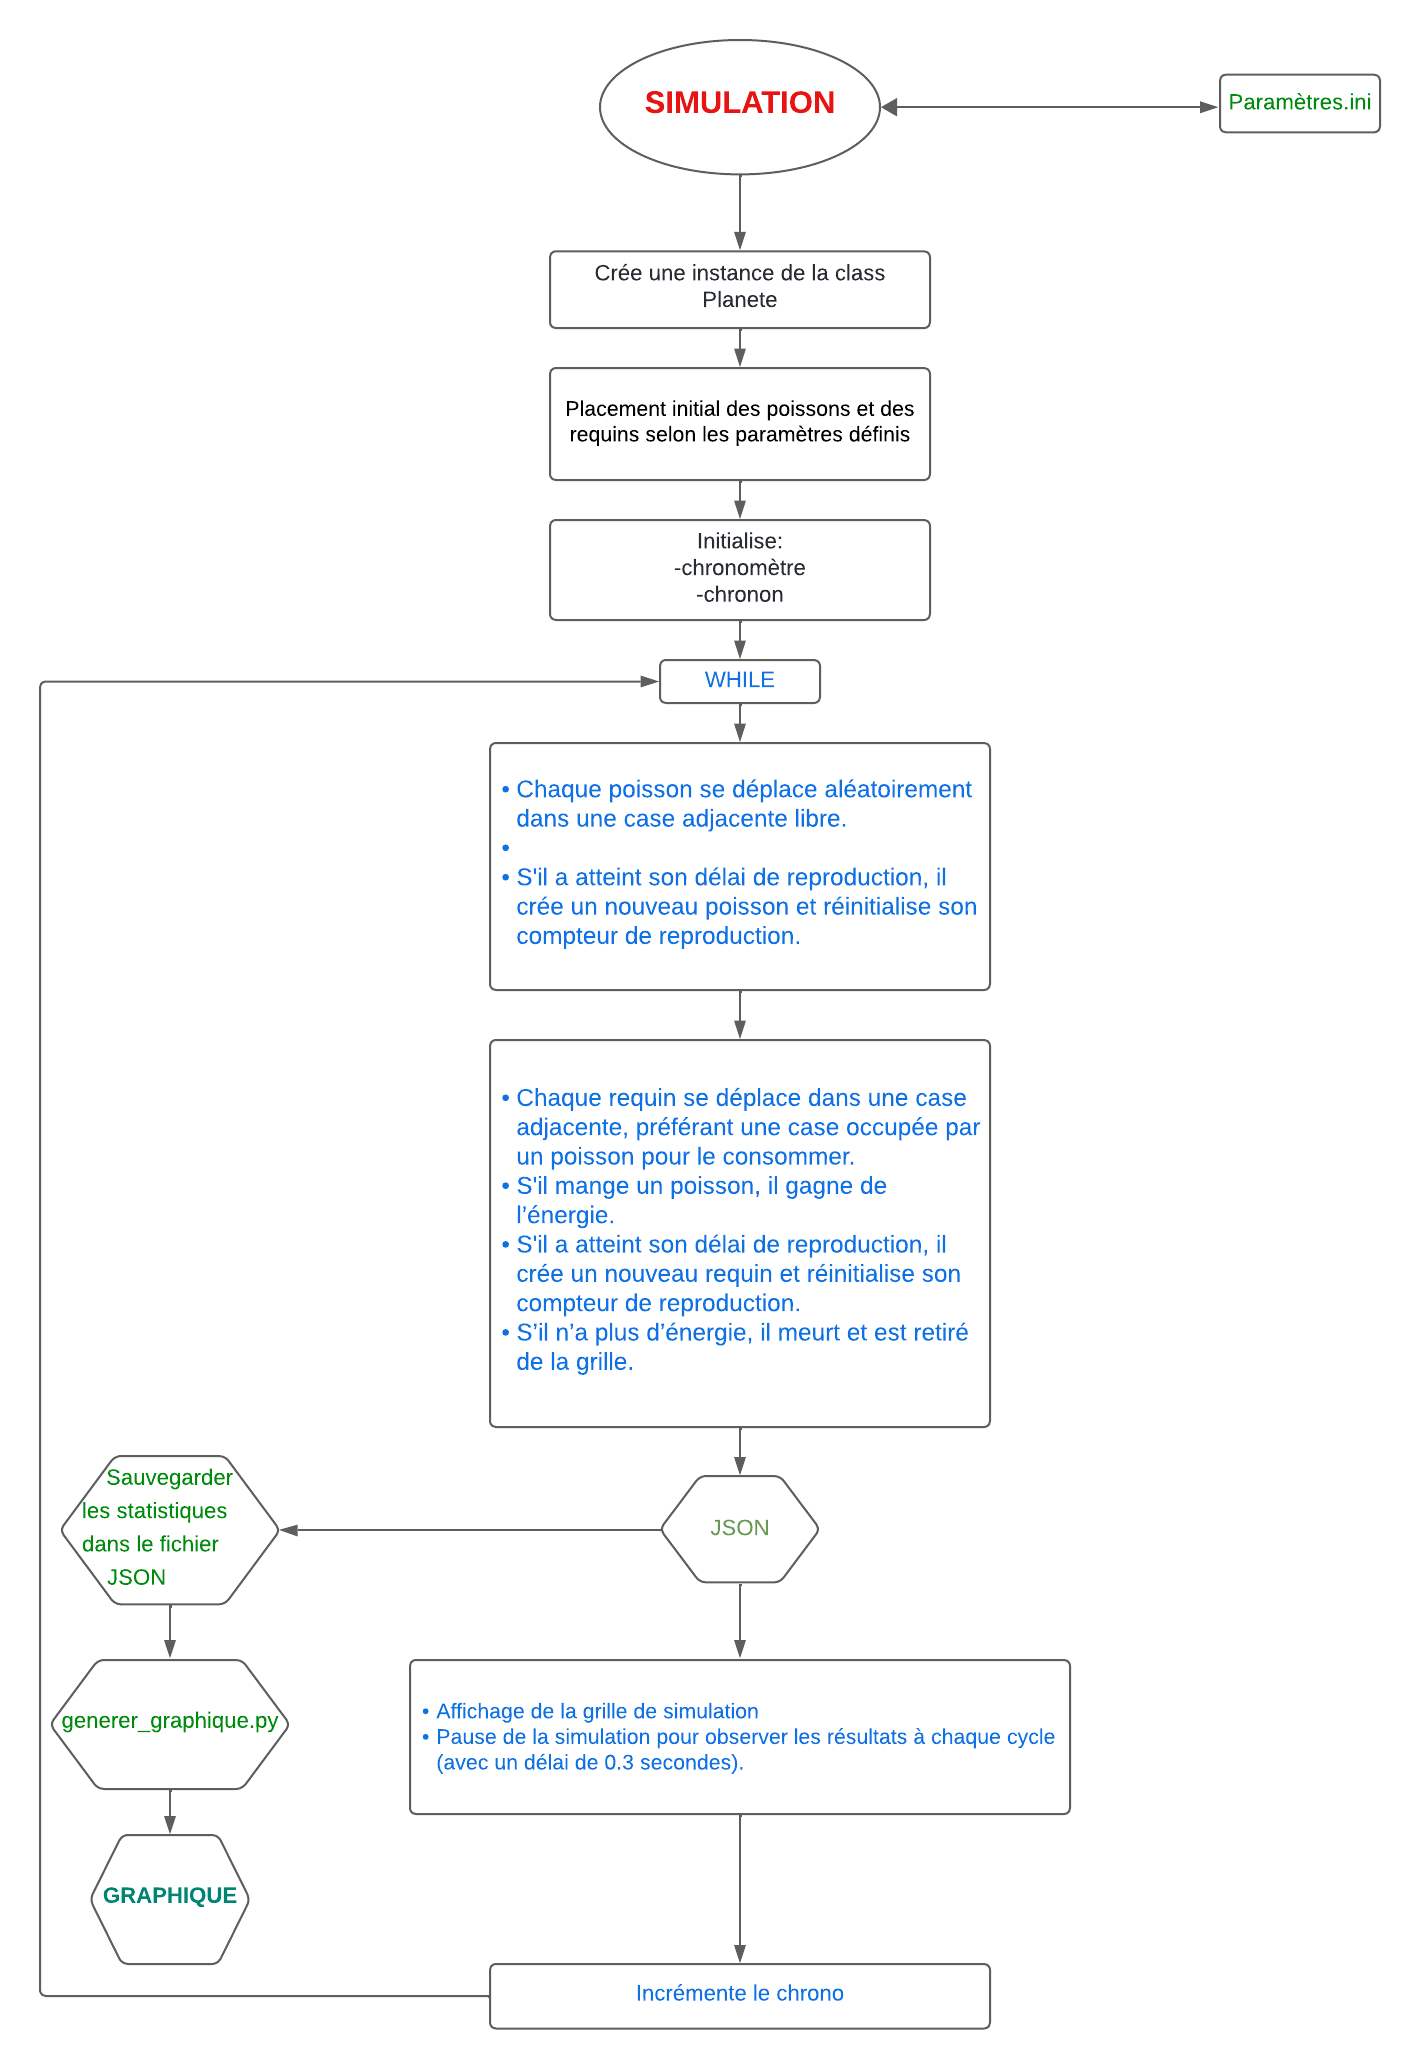 SIMULATION
Paramètres.ini
Crée une instance de la class
Planete
Placement initial des poissons et des
requins selon les paramètres définis
Initialise:
-chronomètre
-chronon
WHILE
• Chaque poisson se déplace aléatoirement
dans une case adjacente libre.
•
• S'il a atteint son délai de reproduction, il
crée un nouveau poisson et réinitialise son
compteur de reproduction.
• Chaque requin se déplace dans une case
adjacente, préférant une case occupée par
un poisson pour le consommer.
• S'il mange un poisson, il gagne de
l’énergie.
• S'il a atteint son délai de reproduction, il
crée un nouveau requin et réinitialise son
compteur de reproduction.
• S’il n’a plus d’énergie, il meurt et est retiré
de la grille.
JSON
Sauvegarder
les statistiques
dans le fichier
JSON
generer_graphique.py
GRAPHIQUE
• Affichage de la grille de simulation
• Pause de la simulation pour observer les résultats à chaque cycle
(avec un délai de 0.3 secondes).
Incrémente le chrono